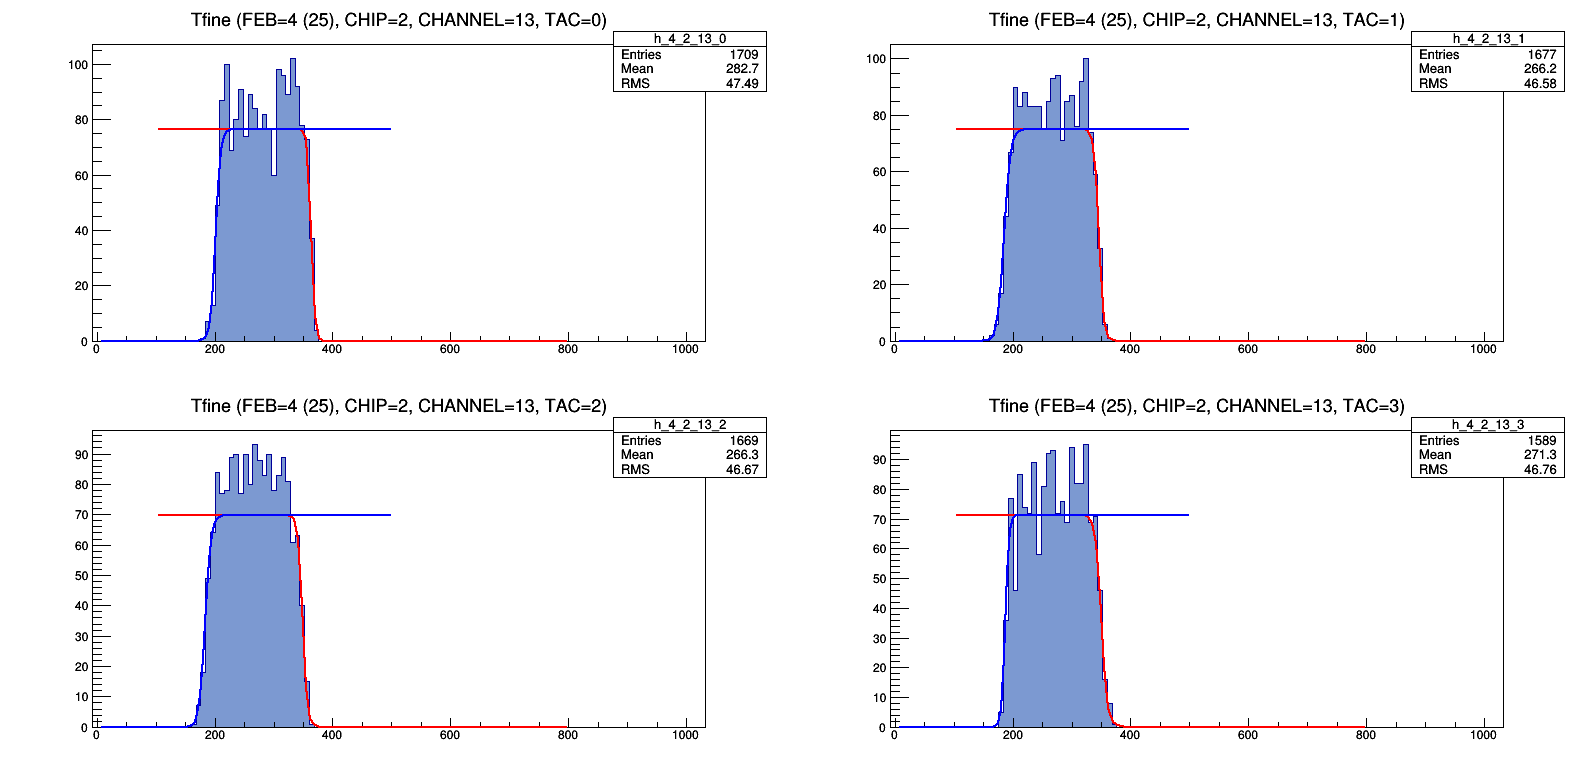 Tfine (FEB=4 (25), CHIP=2, CHANNEL=13, TAC=0)
h_4_2_13_0
Entries 1709
Mean 282.7
RMS 47.49
100
80
60
40
20
0
0 200 400 600 800 1000
Tfine (FEB=4 (25), CHIP=2, CHANNEL=13, TAC=1)
h_4_2_13_1
Entries 1677
Mean 266.2
RMS 46.58
100
80
60
40
20
0
0 200 400 600 800 1000
Tfine (FEB=4 (25), CHIP=2, CHANNEL=13, TAC=2)
h_4_2_13_2
Entries 1669
Mean 266.3
RMS 46.67
90
80
70
60
50
40
30
20
10
0
0 200 400 600 800 1000
Tfine (FEB=4 (25), CHIP=2, CHANNEL=13, TAC=3)
h_4_2_13_3
Entries 1589
Mean 271.3
RMS 46.76
90
80
70
60
50
40
30
20
10
0
0 200 400 600 800 1000